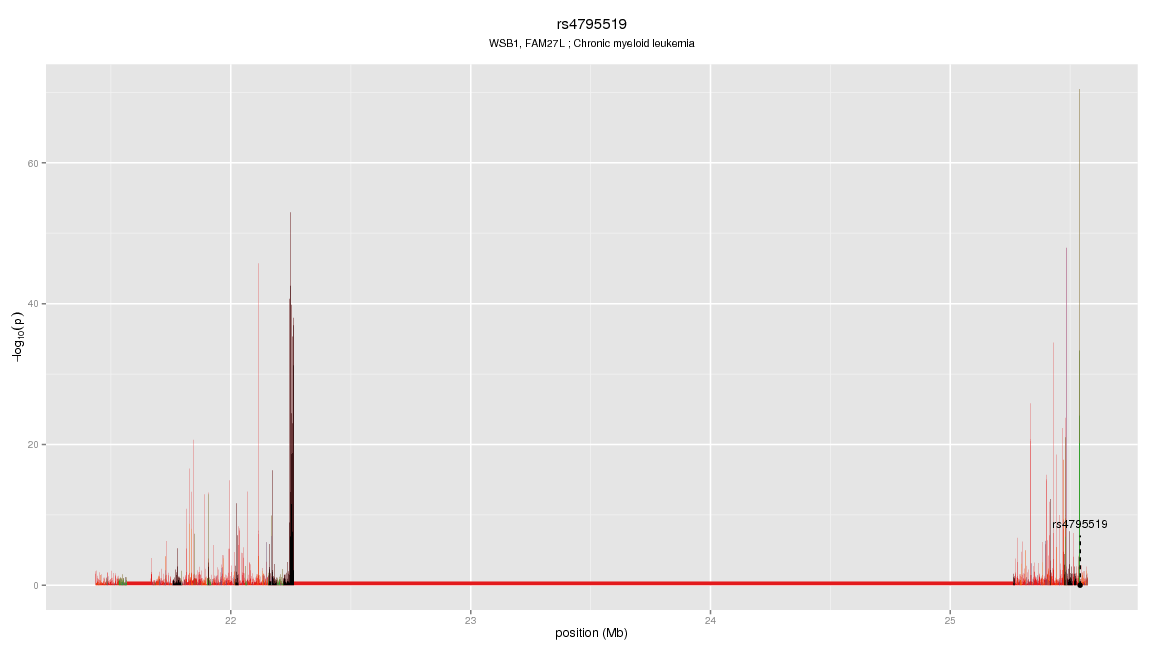 rs4795519
WSB1, FAM27L ; Chronic myeloid leukemia
60
40
20
0
−log10(p)
rs4795519
22
23
24
25
position (Mb)